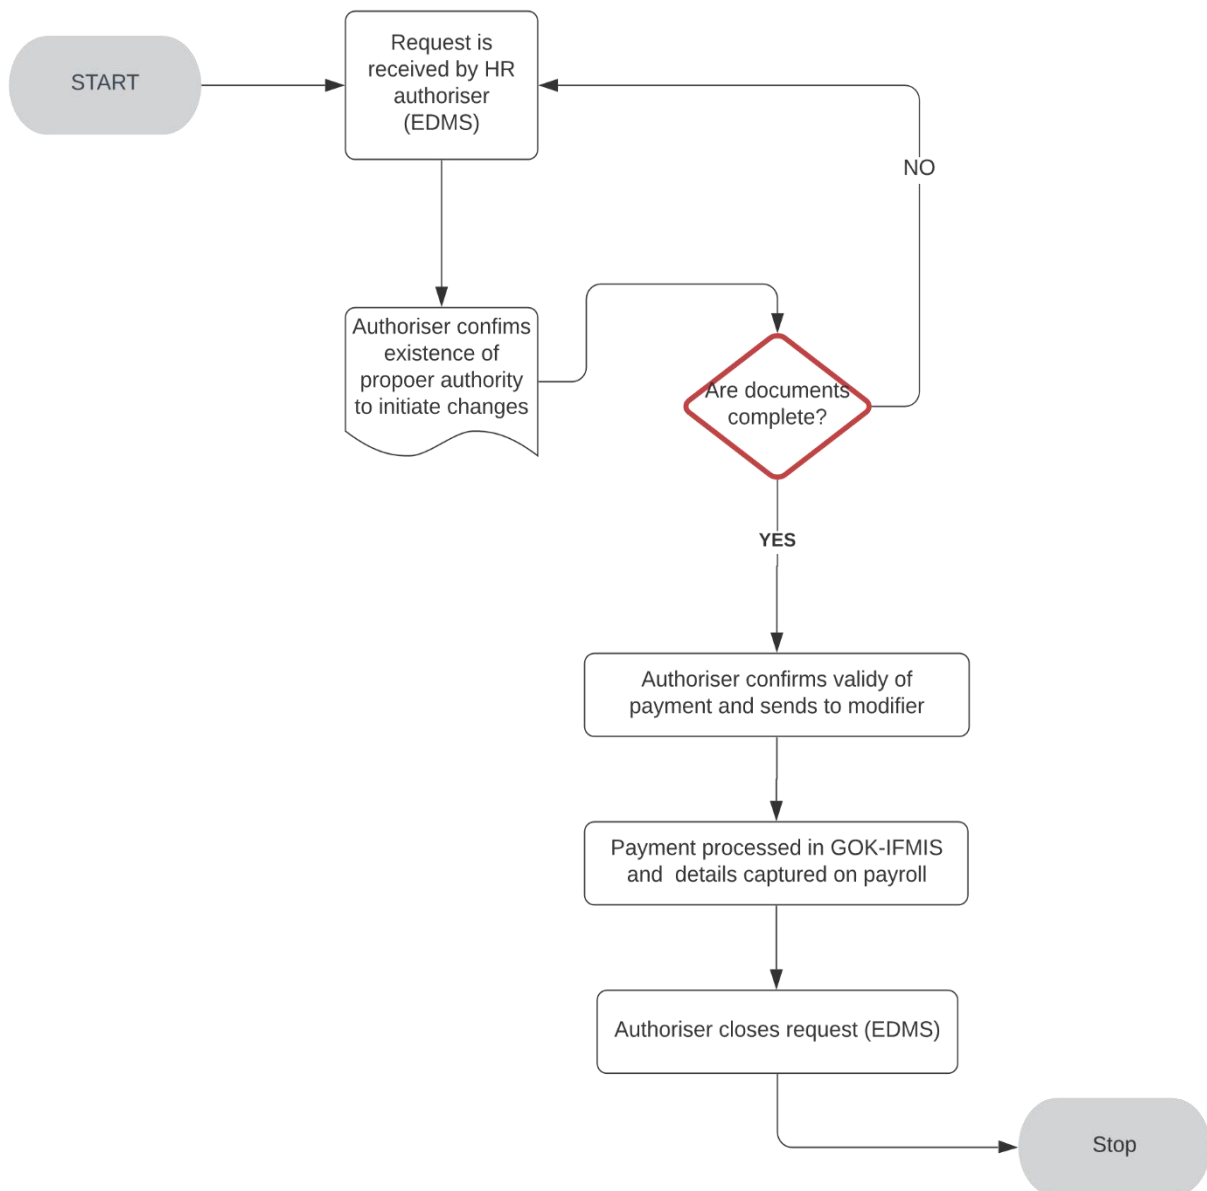 START
Request is
received by HR
authoriser
(EDMS)
NO
Authoriser confims
existence of
propoer authority
to initiate changes
Are documents
complete?
YES
Authoriser confirms validy of
payment and sends to modifier
Payment processed in GOK-IFMIS
and details captured on payroll
Authoriser closes request (EDMS)
Stop